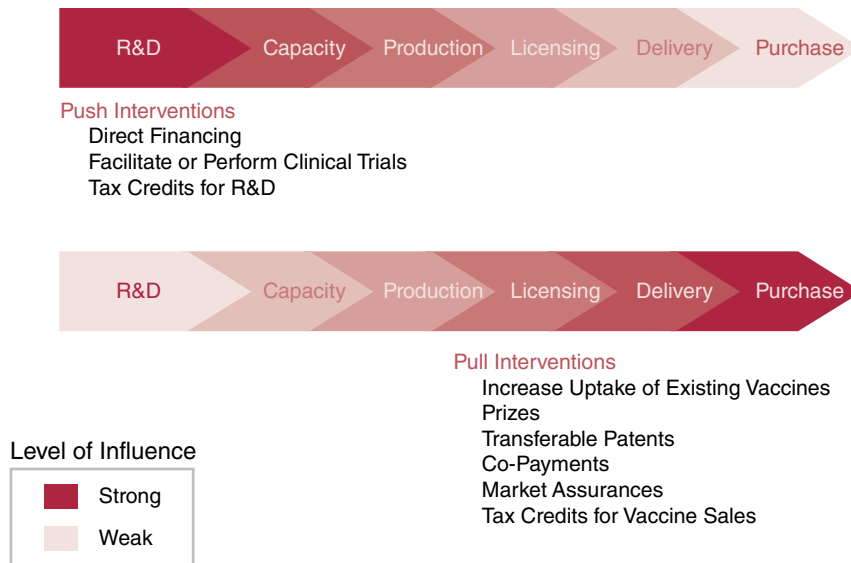 R&D Capacity Production Licensing Delivery Purchase
Push Interventions
Direct Financing
Facilitate or Perform Clinical Trials
Tax Credits for R&D
R&D Capacity Production Licensing Delivery Purchase
Pull Interventions
Increase Uptake of Existing Vaccines
Prizes
Transferable Patents
Co-Payments
Market Assurances
Tax Credits for Vaccine Sales
Level of Influence
Strong
Weak